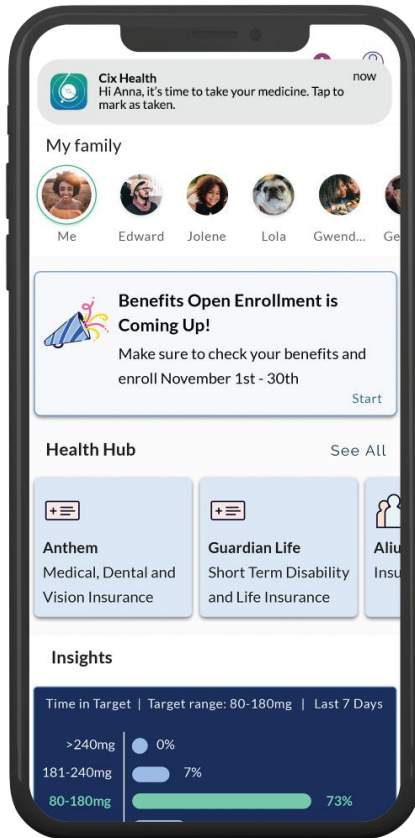 Cix Health
now
Hi Anna, it's time to take your medicine. Tap to
mark as taken.
My family
Me
Edward
Jolene
Lola
Gwend...
Ge
Benefits Open Enrollment is
Coming Up!
Make sure to check your benefits and
enroll November 1st - 30th
Start
Health Hub
See All
Anthem
Medical, Dental and
Vision Insurance
Guardian Life
Short Term Disability
and Life Insurance
Aliu
Insu
Insights
Time in Target | Target range: 80-180mg | Last 7 Days
>240mg 0%
181-240mg 7%
80-180mg 73%